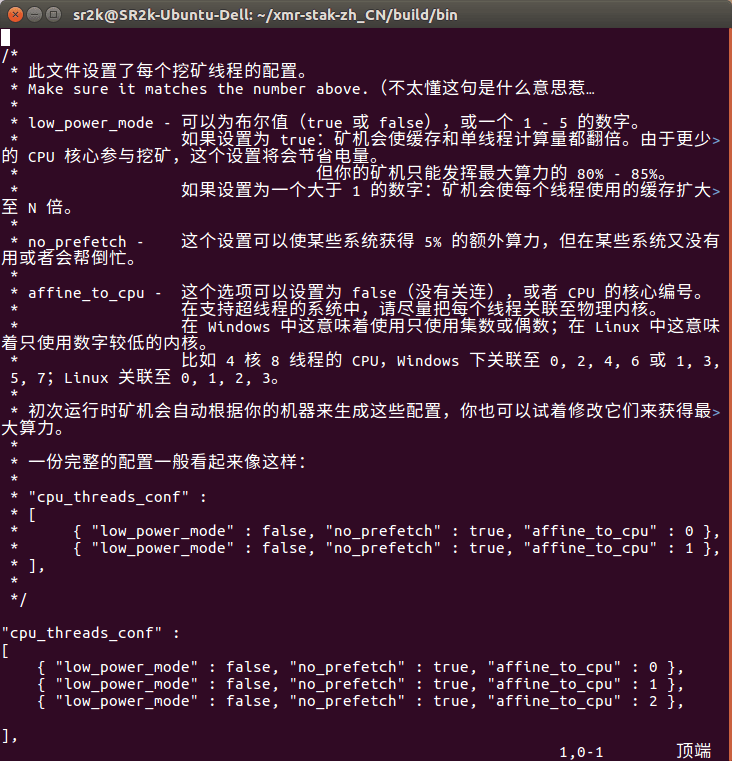 sr2k@SR2k-Ubuntu-Dell: ~/xmr-stak-zh_CN/build/bin
/*
 * 此文件设置了每个挖矿线程的配置。
 * Make sure it matches the number above.（不太懂这句是什么意思惹…
 *
 * low_power_mode - 可以为布尔值（true 或 false），或一个 1 - 5 的数字。
 *                  如果设置为 true：矿机会使缓存和单线程计算量都翻倍。由于更少>
的 CPU 核心参与挖矿，这个设置将会节省电量。
 *                                 但你的矿机只能发挥最大算力的 80% - 85%。
 *                  如果设置为一个大于 1 的数字：矿机会使每个线程使用的缓存扩大>
至 N 倍。
 *
 * no_prefetch -    这个设置可以使某些系统获得 5% 的额外算力，但在某些系统又没有
用或者会帮倒忙。
 *
 * affine_to_cpu -  这个选项可以设置为 false（没有关连），或者 CPU 的核心编号。
 *                  在支持超线程的系统中，请尽量把每个线程关联至物理内核。
 *                  在 Windows 中这意味着使用只使用集数或偶数；在 Linux 中这意味
着只使用数字较低的内核。
 *                  比如 4 核 8 线程的 CPU，Windows 下关联至 0, 2, 4, 6 或 1, 3,
 5, 7；Linux 关联至 0, 1, 2, 3。
 *
 * 初次运行时矿机会自动根据你的机器来生成这些配置，你也可以试着修改它们来获得最>
大算力。
 *
 * 一份完整的配置一般看起来像这样：
 *
 * "cpu_threads_conf" :
 * [
 *      { "low_power_mode" : false, "no_prefetch" : true, "affine_to_cpu" : 0 },
 *      { "low_power_mode" : false, "no_prefetch" : true, "affine_to_cpu" : 1 },
 * ],
 *
 */
"cpu_threads_conf" :
[
    { "low_power_mode" : false, "no_prefetch" : true, "affine_to_cpu" : 0 },
    { "low_power_mode" : false, "no_prefetch" : true, "affine_to_cpu" : 1 },
    { "low_power_mode" : false, "no_prefetch" : true, "affine_to_cpu" : 2 },
],
1,0-1 顶端